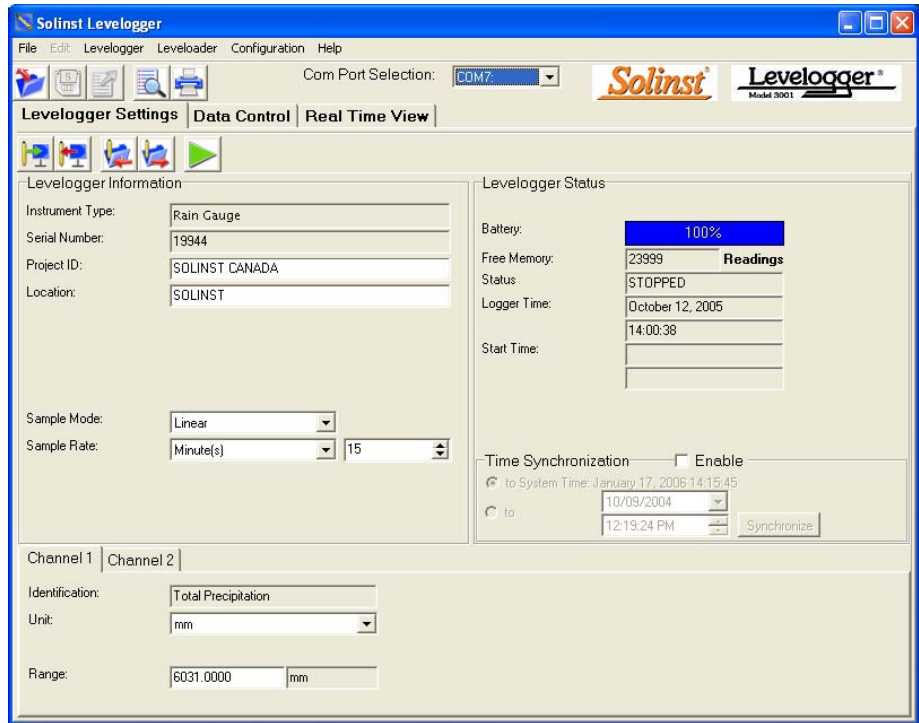 Solinst Levelogger
File Edit Levelogger Leveloader Configuration Help
Com Port Selection: COM7:
Solinst
Levelogger®
Model 3001
Levelogger Settings Data Control Real Time View
Levelogger Information
Instrument Type: Rain Gauge
Serial Number: 19944
Project ID: SOLINST CANADA
Location: SOLINST
Sample Mode: Linear
Sample Rate: Minute(s) 15
Levelogger Status
Battery: 100%
Free Memory: 23999 Readings
Status STOPPED
Logger Time: October 12, 2005
14:00:38
Start Time:
Time Synchronization Enable
to System Time: January 17, 2006 14:15:45
to 10/09/2004
12:19:24 PM Synchronize
Channel 1 Channel 2
Identification: Total Precipitation
Unit: mm
Range: 6031.0000 mm